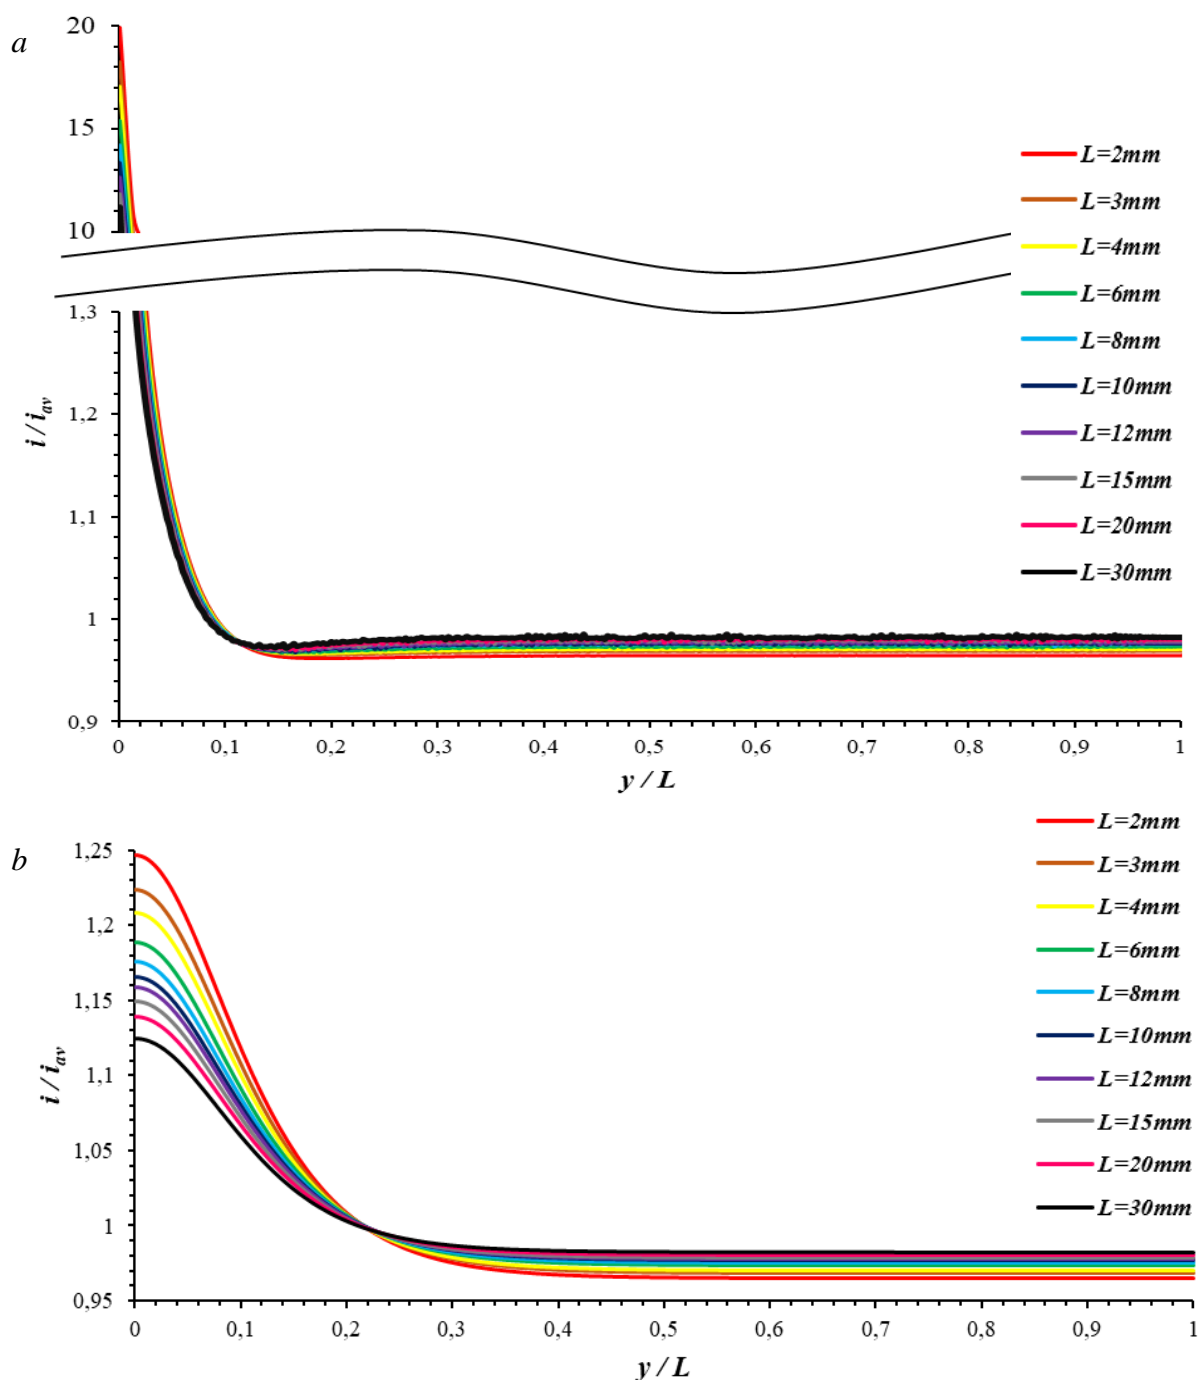 a
20
15
10
1,3
1,2
1,1
1
0,9
i / i_av
0
0,1
0,2
0,3
0,4
0,5
0,6
0,7
0,8
0,9
1
y / L
L=2mm
L=3mm
L=4mm
L=6mm
L=8mm
L=10mm
L=12mm
L=15mm
L=20mm
L=30mm
b
1,25
1,2
1,15
1,1
1,05
1
0,95
i / i_av
0
0,1
0,2
0,3
0,4
0,5
0,6
0,7
0,8
0,9
1
y / L
L=2mm
L=3mm
L=4mm
L=6mm
L=8mm
L=10mm
L=12mm
L=15mm
L=20mm
L=30mm